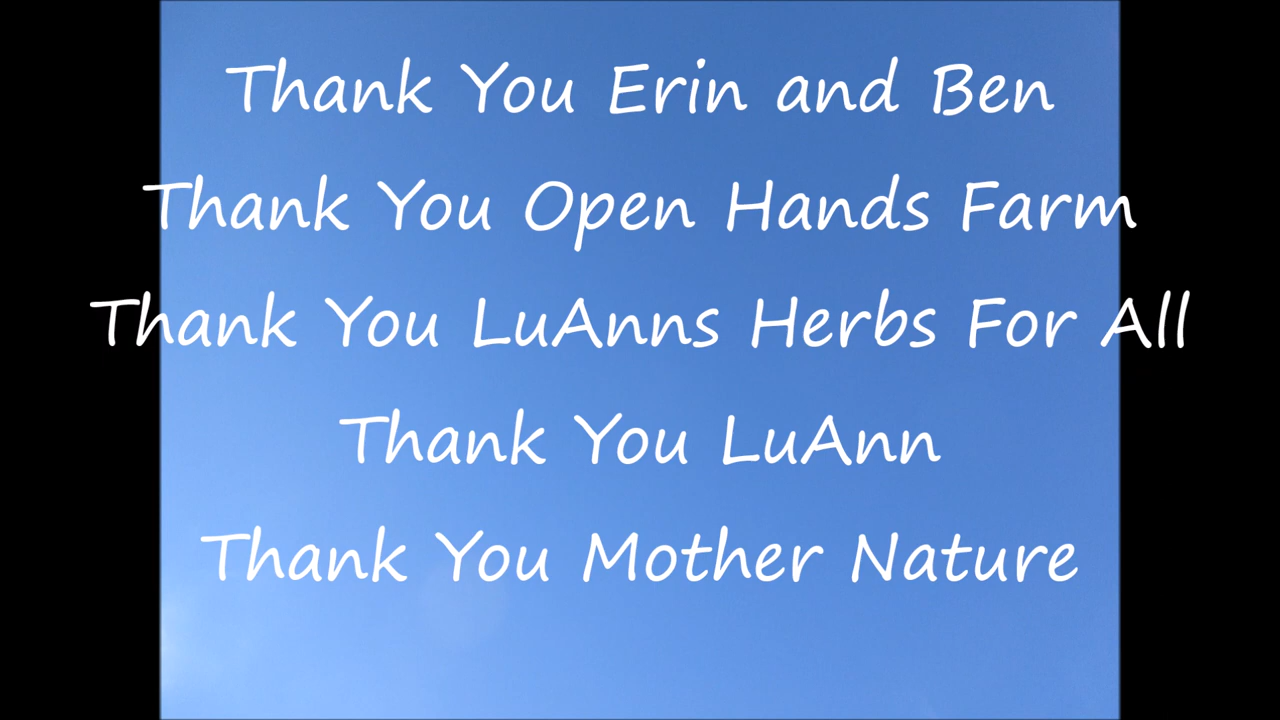 Thank You Erin and Ben
Thank You Open Hands Farm
Thank You LuAnns Herbs For All
Thank You LuAnn
Thank You Mother Nature